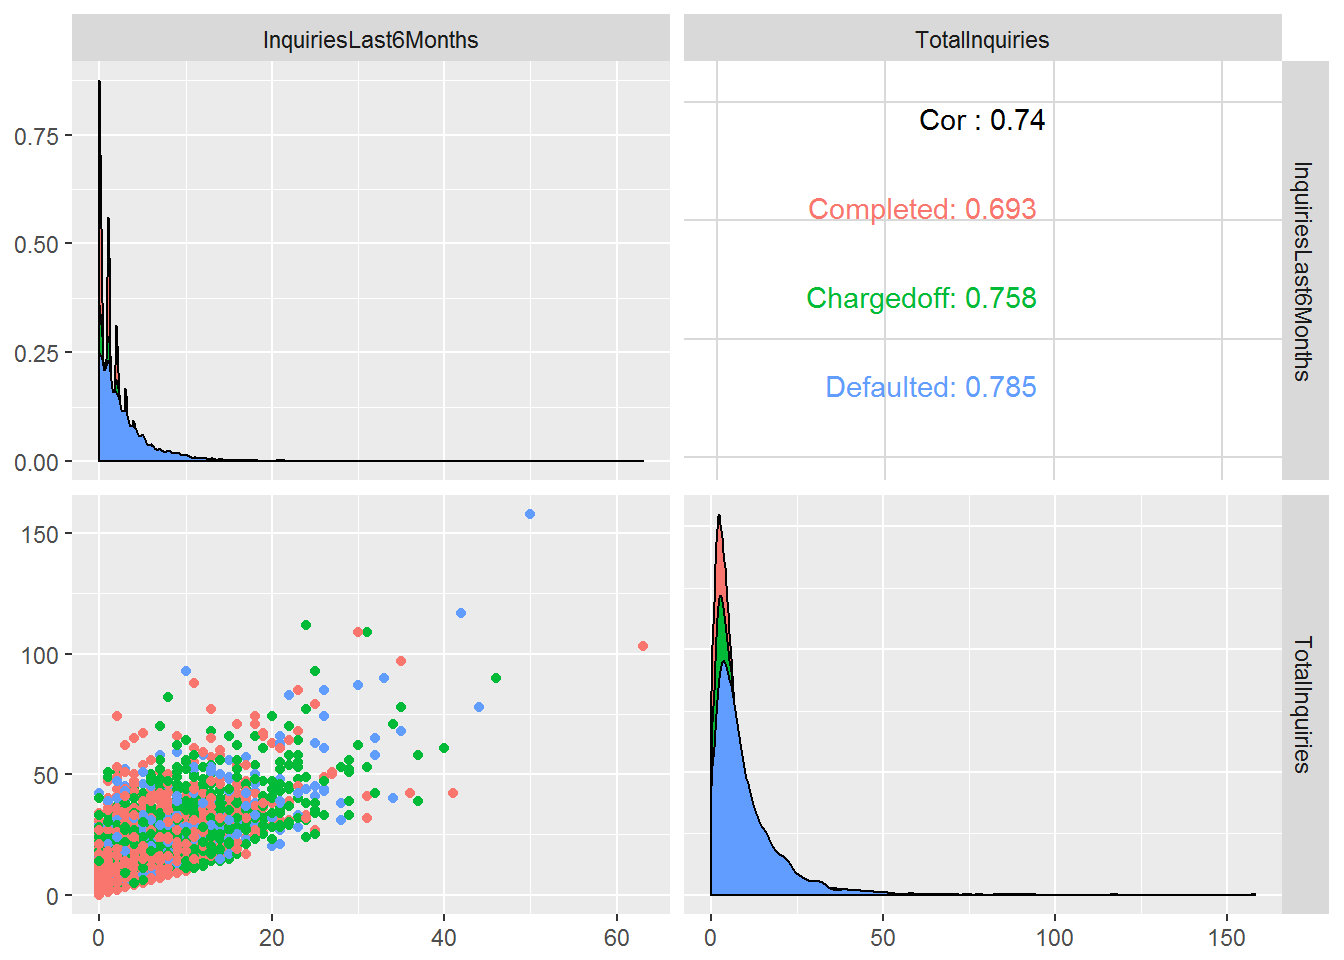 InquiriesLast6Months
TotalInquiries
0.75
0.50
0.25
0.00
Cor : 0.74
Completed: 0.693
Chargedoff: 0.758
Defaulted: 0.785
InquiriesLast6Months
150
100
50
0
TotalInquiries
0 20 40 60
0 50 100 150